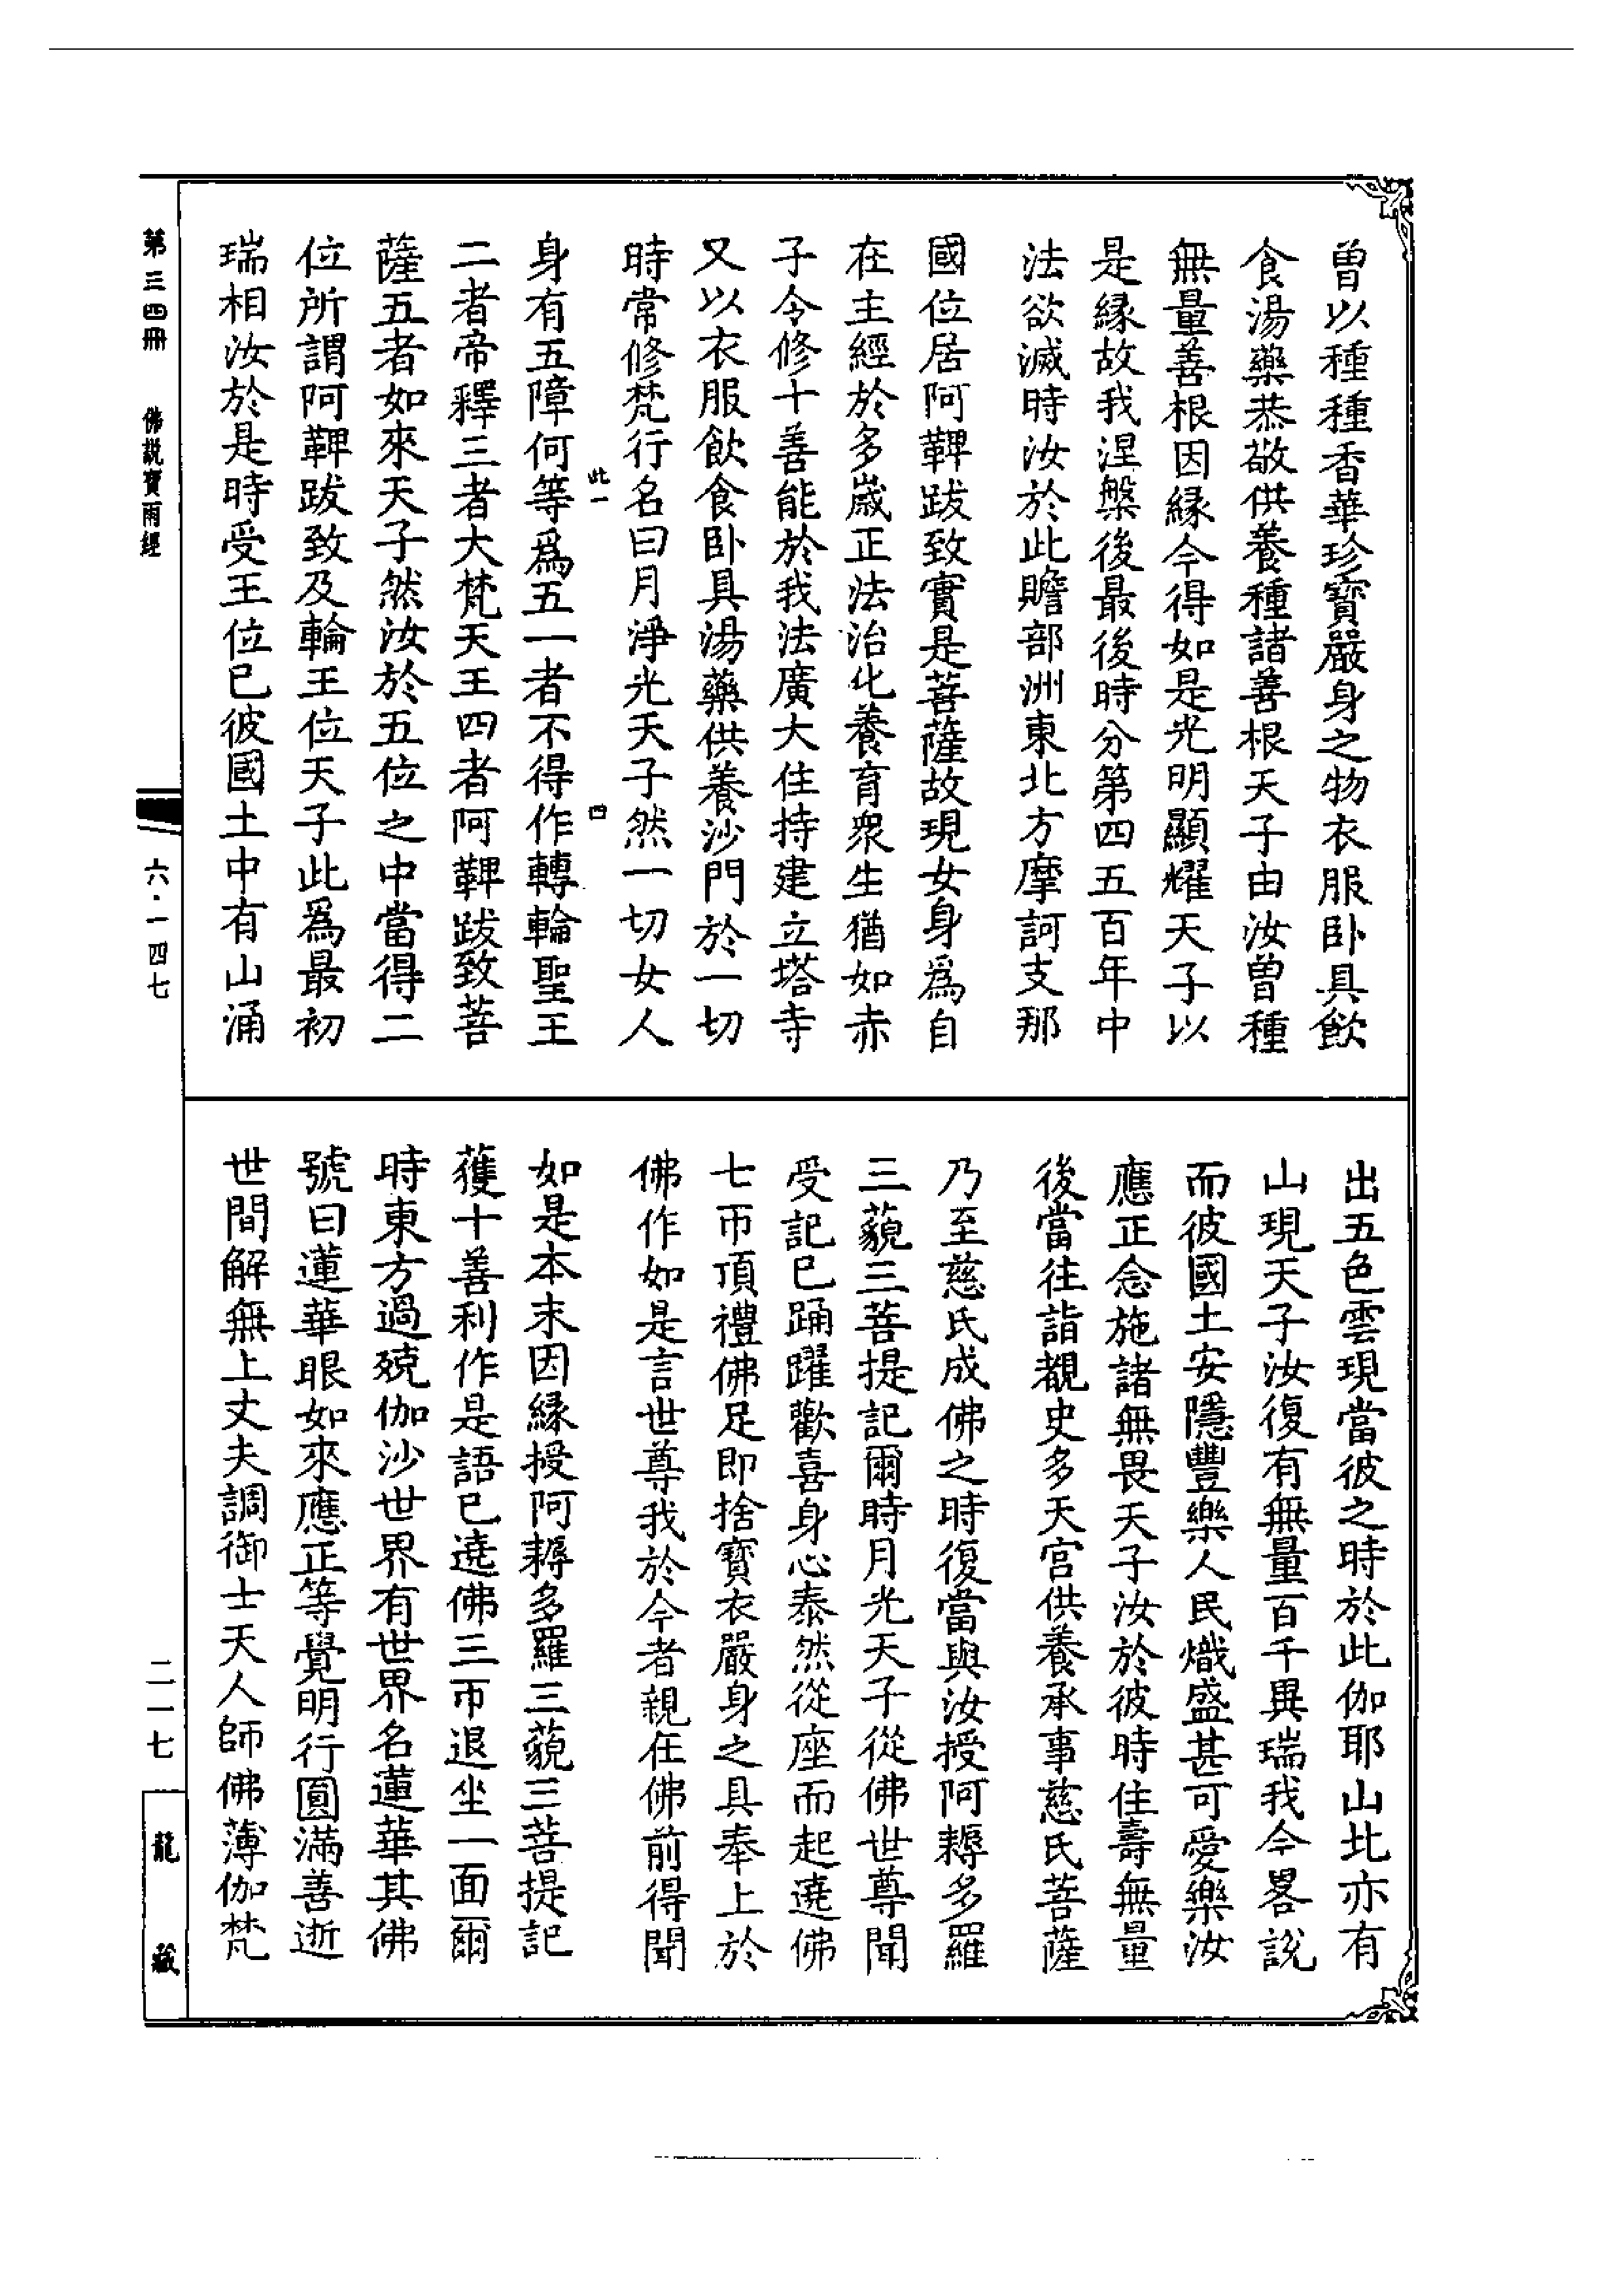 曽以種種香華珍寶嚴身之物衣服卧具飮
食湯藥恭敬供養種諸善根天子由汝曽種
無量善根因縁今得如是光明顯耀天子以
是縁故我涅槃後最後時分第四五百年中
法欲滅時汝於此贍部洲東北方摩訶支那
國位居阿鞞跋致實是菩薩故現女身爲自
在主經於多歳正法治化養育衆生猶如赤
子令修十善能於我法廣大住持建立塔寺
又以衣服飮食卧具湯藥供養沙門於一切
時常修梵行名曰月淨光天子然一切女人
此一 四
身有五障何等爲五一者不得作轉輪聖王
二者帝釋三者大梵天王四者阿鞞跋致菩
薩五者如來天子然汝於五位之中當得二
位所謂阿鞞跋致及輪王位天子此爲最初
瑞相汝於是時受王位已彼國土中有山涌
出五色雲現當彼之時於此伽耶山北亦有
山現天子汝復有無量百千異瑞我今畧説
而彼國土安隱豐樂人民熾盛甚可愛樂汝
應正念施諸無畏天子汝於彼時住壽無量
後當往詣覩史多天宫供養承事慈氏菩薩
乃至慈氏成佛之時復當與汝授阿耨多羅
三藐三菩提記爾時月光天子從佛世尊聞
受記已踊躍歡喜身心泰然從座而起遶佛
七帀頂禮佛足即捨寳衣嚴身之具奉上於
佛作如是言世尊我於今者親在佛前得聞
如是本末因縁授阿耨多羅三藐三菩提記
獲十善利作是語已遶佛三帀退坐一面爾
時東方過殑伽沙世界有世界名蓮華其佛
號曰蓮華眼如來應正等覺明行圓滿善逝
世間解無上丈夫調御士天人師佛薄伽梵
第三四冊 佛説寶雨經
六·一四七
二一七
龍藏